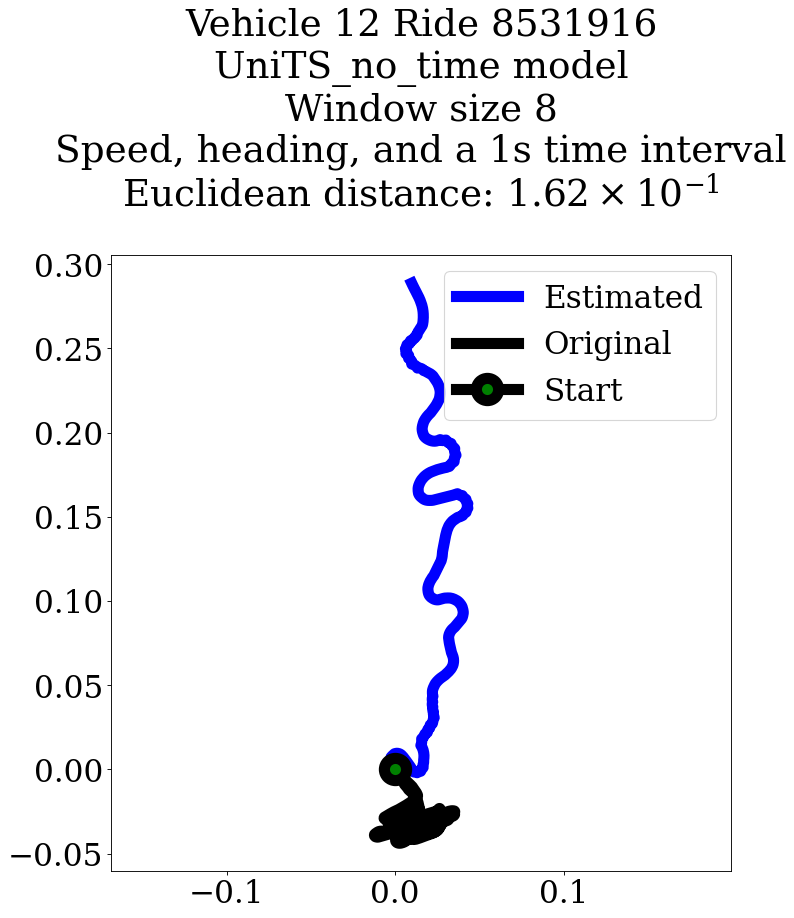 Vehicle 12 Ride 8531916
UniTS_no_time model
Window size 8
Speed, heading, and a 1s time interval
Euclidean distance: 1.62 × 10⁻¹
0.30
0.25
0.20
0.15
0.10
0.05
0.00
−0.05
Estimated
Original
Start
−0.1
0.0
0.1